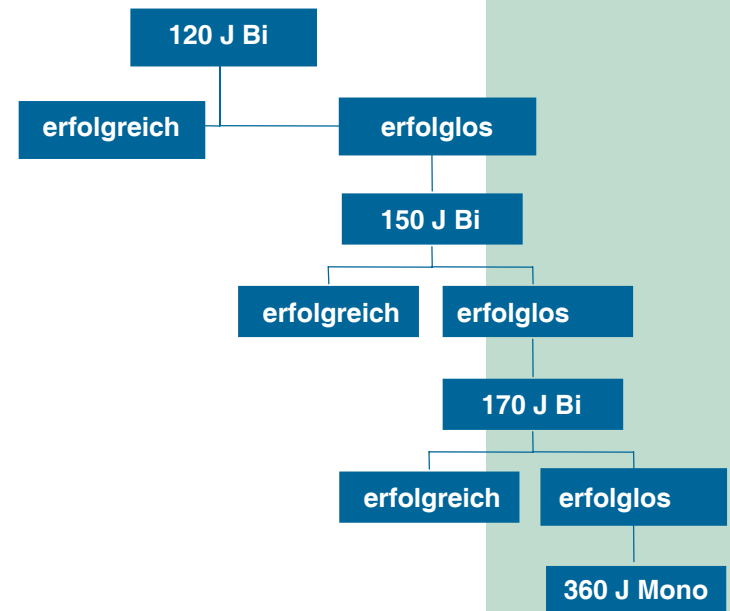 120 J Bi
erfolgreich
erfolglos
150 J Bi
erfolgreich
erfolglos
170 J Bi
erfolgreich
erfolglos
360 J Mono